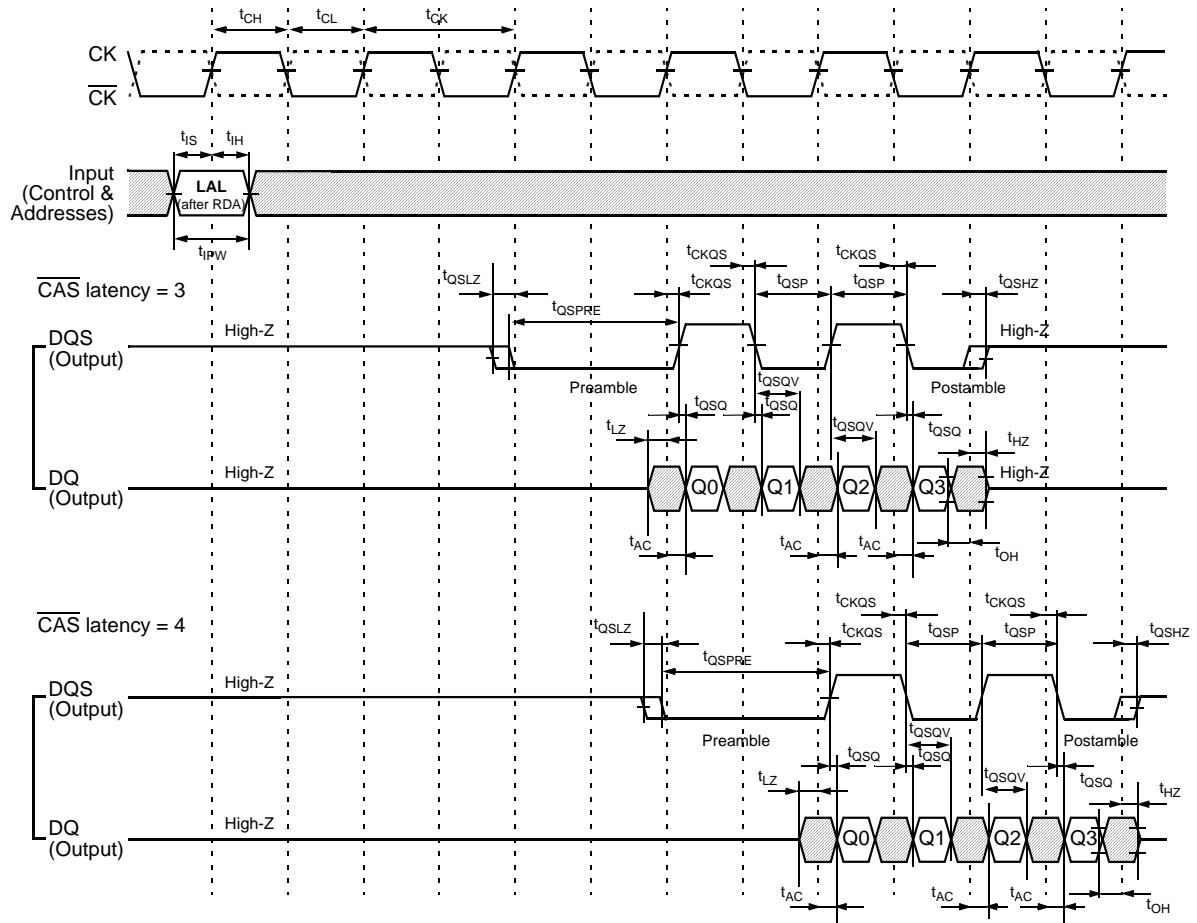 tCH tCL tCK
CK
CK
tIS tIH
Input
(Control &
Addresses)
LAL
(after RDA)
tIPW
CAS latency = 3
tQSLZ
tCKQS
tCKQS
tCKQS
tQSP tQSP
tQSHZ
tQSPRE
DQS
(Output)
High-Z
High-Z
Preamble
Postamble
tQSQV
tQSQ tQSQ
tLZ
tQSQV
tQSQ
tHZ
DQ
(Output)
High-Z
Q0 Q1 Q2 Q3
High-Z
tAC tAC tAC
tOH
CAS latency = 4
tQSLZ
tCKQS
tCKQS
tCKQS
tQSP tQSP
tQSHZ
tQSPRE
DQS
(Output)
High-Z
Preamble
Postamble
tQSQV
tQSQ tQSQ
tLZ
tQSQV
tQSQ
tHZ
DQ
(Output)
High-Z
Q0 Q1 Q2 Q3
tAC tAC tAC
tOH